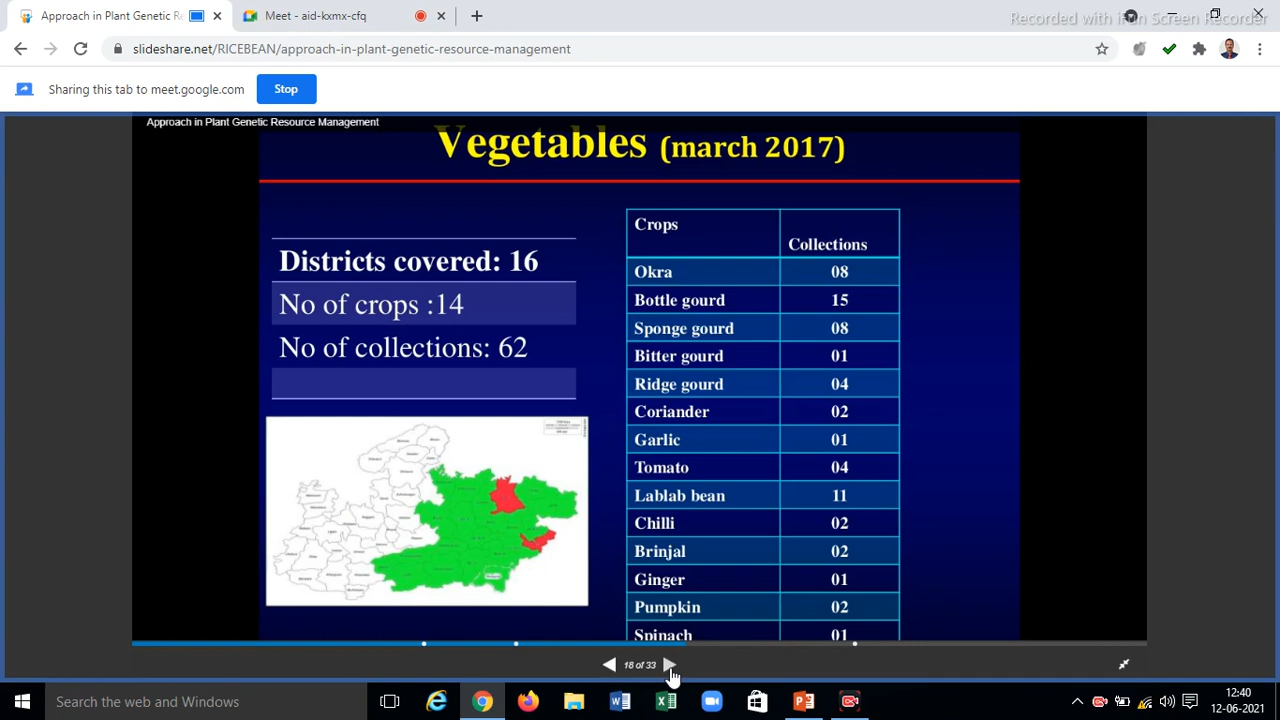 Approach in Plant Genetic Re
Meet - aid-kxmx-cfq
slideshare.net/RICEBEAN/approach-in-plant-genetic-resource-management
Sharing this tab to meet.google.com
Stop
Approach in Plant Genetic Resource Management
Vegetables (march 2017)
Districts covered: 16
No of crops :14
No of collections: 62
Crops Collections
Okra 08
Bottle gourd 15
Sponge gourd 08
Bitter gourd 01
Ridge gourd 04
Coriander 02
Garlic 01
Tomato 04
Lablab bean 11
Chilli 02
Brinjal 02
Ginger 01
Pumpkin 02
Spinach 01
18 of 33
Search the web and Windows
12:40
12-06-2021